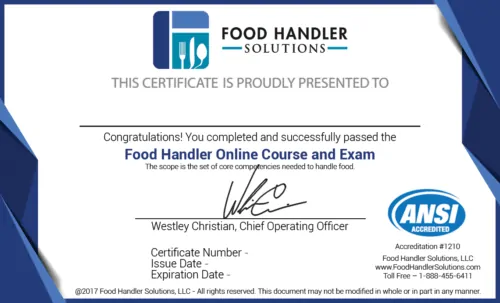 FOOD HANDLER
SOLUTIONS
THIS CERTIFICATE IS PROUDLY PRESENTED TO
Congratulations! You completed and successfully passed the
Food Handler Online Course and Exam
The scope is the set of core competencies needed to handle food.
Westley Christian, Chief Operating Officer
Certificate Number -
Issue Date -
Expiration Date -
ANSI
ACCREDITED
Accreditation #1210
Food Handler Solutions, LLC
www.FoodHandlerSolutions.com
Toll Free – 1-888-455-6411
@2017 Food Handler Solutions, LLC - All rights reserved. This document may not be modified in whole or in part in any manner.